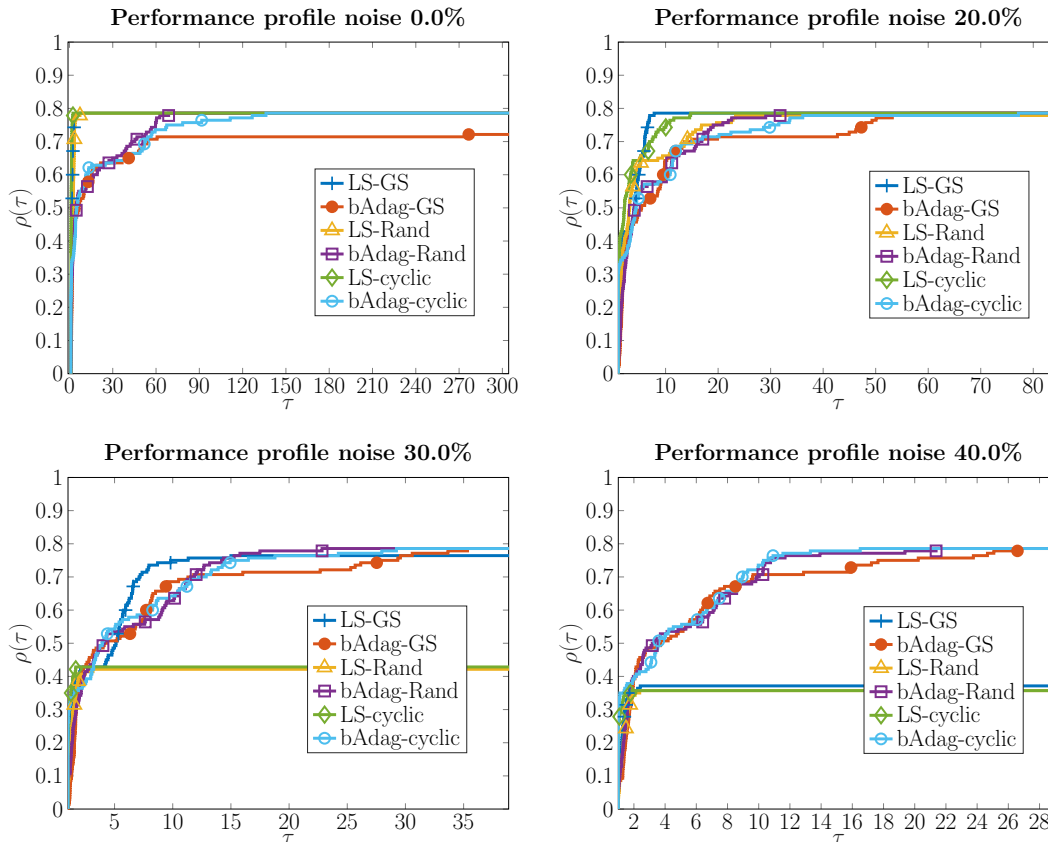 Performance profile noise 0.0%
1
0.9
0.8
0.7
0.6
0.5
0.4
0.3
0.2
0.1
0
ρ(τ)
0 30 60 90 120 150 180 210 240 270 300
τ
LS-GS
bAdag-GS
LS-Rand
bAdag-Rand
LS-cyclic
bAdag-cyclic
Performance profile noise 20.0%
1
0.9
0.8
0.7
0.6
0.5
0.4
0.3
0.2
0.1
0
ρ(τ)
10 20 30 40 50 60 70 80
τ
LS-GS
bAdag-GS
LS-Rand
bAdag-Rand
LS-cyclic
bAdag-cyclic
Performance profile noise 30.0%
1
0.9
0.8
0.7
0.6
0.5
0.4
0.3
0.2
0.1
0
ρ(τ)
5 10 15 20 25 30 35
τ
LS-GS
bAdag-GS
LS-Rand
bAdag-Rand
LS-cyclic
bAdag-cyclic
Performance profile noise 40.0%
1
0.9
0.8
0.7
0.6
0.5
0.4
0.3
0.2
0.1
0
ρ(τ)
2 4 6 8 10 12 14 16 18 20 22 24 26 28
τ
LS-GS
bAdag-GS
LS-Rand
bAdag-Rand
LS-cyclic
bAdag-cyclic